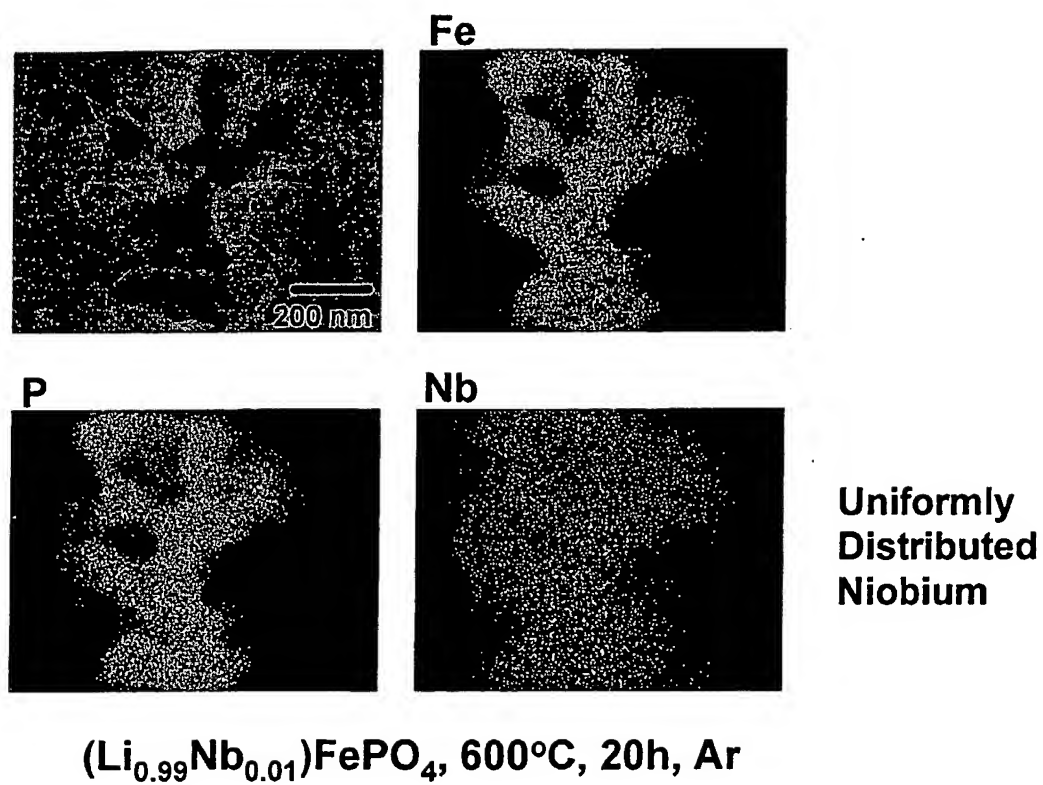 Fe
200 nm
P
Nb
Uniformly
Distributed
Niobium
(Li₀.₉₉Nb₀.₀₁)FePO₄, 600°C, 20h, Ar